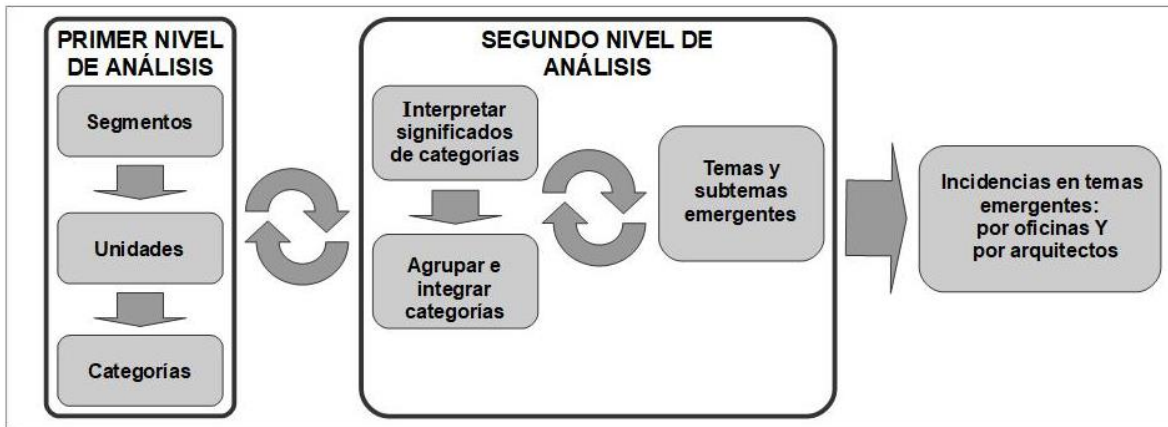 PRIMER NIVEL
DE ANÁLISIS
Segmentos
Unidades
Categorías
SEGUNDO NIVEL DE
ANÁLISIS
Interpretar
significados
de categorías
Agrupar e
integrar
categorías
Temas y
subtemas
emergentes
Incidencias en temas
emergentes:
por oficinas Y
por arquitectos